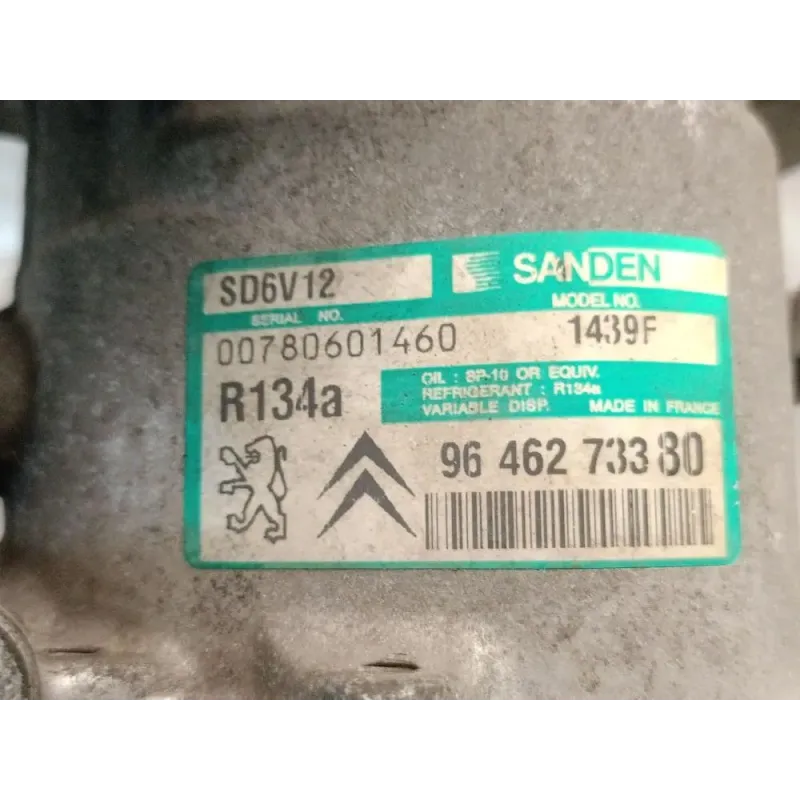 SD6V12 SANDEN
SERIAL NO. MODEL NO.
00780601460 1439F
R134a
OIL : SP-10 OR EQUIV.
REFRIGERANT : R134a
VARIABLE DISP. MADE IN FRANCE
96 462 733 80